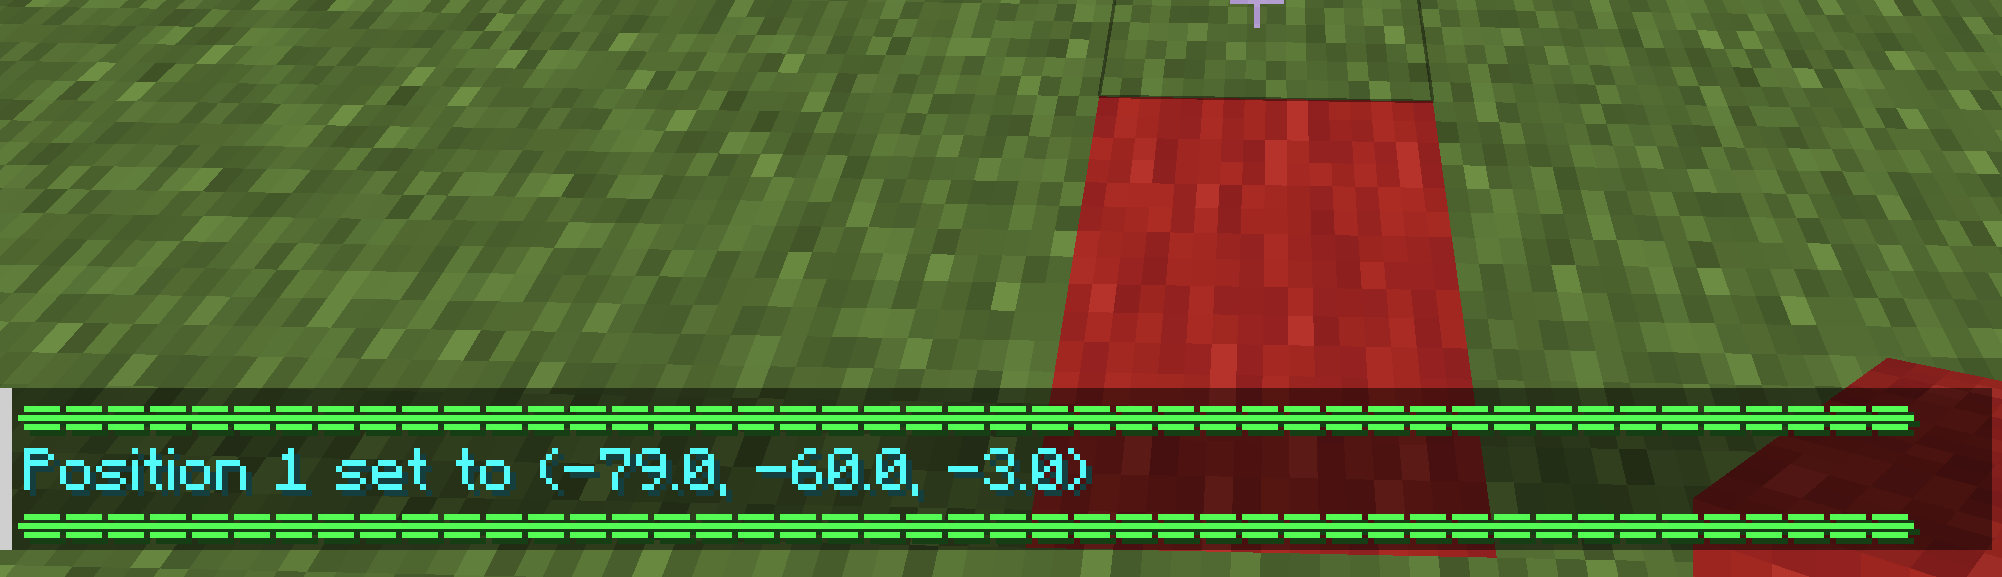 Position 1 set to (-79.0, -60.0, -3.0)